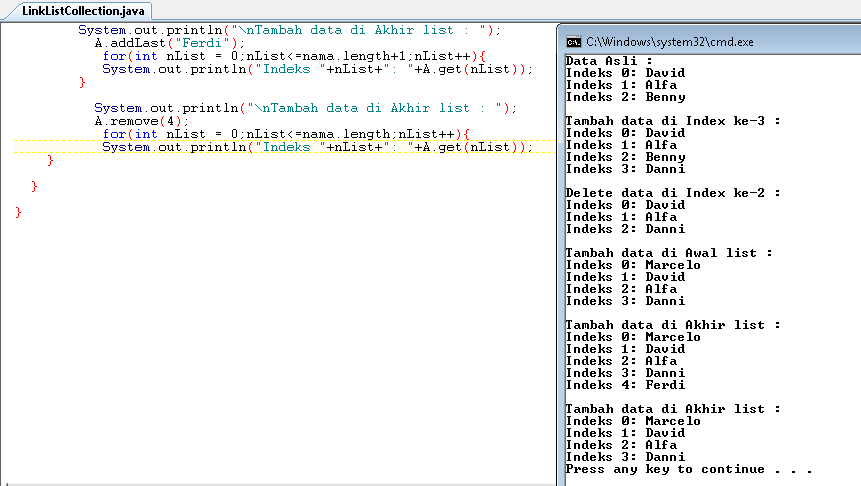 LinkListCollection.java
System.out.println("\nTambah data di Akhir list : ");
A.addLast("Ferdi");
for(int nList = 0;nList<=nama.length+1;nList++){
System.out.println("Indeks "+nList+": "+A.get(nList));
}
System.out.println("\nTambah data di Akhir list : ");
A.remove(4);
for(int nList = 0;nList<=nama.length;nList++){
System.out.println("Indeks "+nList+": "+A.get(nList));
}
}
}
C:\Windows\system32\cmd.exe
Data Asli :
Indeks 0: David
Indeks 1: Alfa
Indeks 2: Benny
Tambah data di Index ke-3 :
Indeks 0: David
Indeks 1: Alfa
Indeks 2: Benny
Indeks 3: Danni
Delete data di Index ke-2 :
Indeks 0: David
Indeks 1: Alfa
Indeks 2: Danni
Tambah data di Awal list :
Indeks 0: Marcelo
Indeks 1: David
Indeks 2: Alfa
Indeks 3: Danni
Tambah data di Akhir list :
Indeks 0: Marcelo
Indeks 1: David
Indeks 2: Alfa
Indeks 3: Danni
Indeks 4: Ferdi
Tambah data di Akhir list :
Indeks 0: Marcelo
Indeks 1: David
Indeks 2: Alfa
Indeks 3: Danni
Press any key to continue . . .